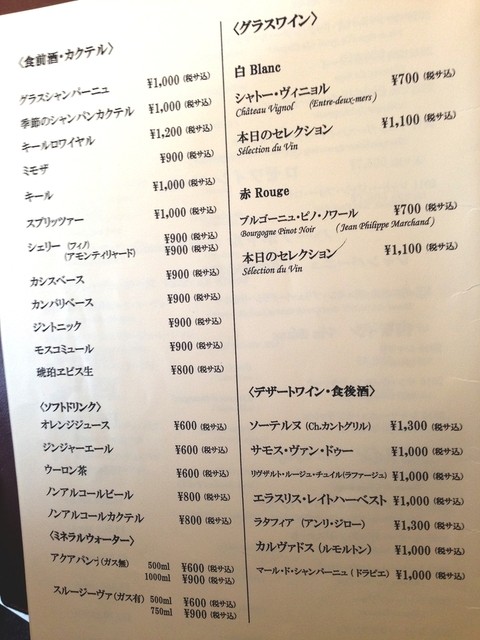 〈食前酒・カクテル〉
グラスシャンパーニュ ¥1,000 (税サ込)
季節のシャンパンカクテル ¥1,000 (税サ込)
キールロワイヤル ¥1,200 (税サ込)
ミモザ ¥900 (税サ込)
キール ¥1,000 (税サ込)
スプリッツァー ¥1,000 (税サ込)
シェリー (フィノ) ¥900 (税サ込)
(アモンティリャード) ¥900 (税サ込)
カシスベース ¥900 (税サ込)
カンパリベース ¥900 (税サ込)
ジントニック ¥900 (税サ込)
モスコミュール ¥900 (税サ込)
琥珀ヱビス生 ¥800 (税サ込)
〈ソフトドリンク〉
オレンジジュース ¥600 (税サ込)
ジンジャーエール ¥600 (税サ込)
ウーロン茶 ¥600 (税サ込)
ノンアルコールビール ¥800 (税サ込)
ノンアルコールカクテル ¥800 (税サ込)
〈ミネラルウォーター〉
アクアパンナ(ガス無) 500ml ¥600 (税サ込)
1000ml ¥900 (税サ込)
スルージーヴァ(ガス有) 500ml ¥600 (税サ込)
750ml ¥900 (税サ込)
〈グラスワイン〉
白 Blanc
シャトー・ヴィニョル ¥700 (税サ込)
Château Vignol (Entre-deux-mers)
本日のセレクション ¥1,100 (税サ込)
Sélection du Vin
赤 Rouge
ブルゴーニュ・ピノ・ノワール ¥700 (税サ込)
Bourgogne Pinot Noir (Jean Philippe Marchand)
本日のセレクション ¥1,100 (税サ込)
Sélection du Vin
〈デザートワイン・食後酒〉
ソーテルヌ (Ch.カントグリル) ¥1,300 (税サ込)
サモス・ヴァン・ドゥー ¥1,000 (税サ込)
リヴザルト・ルージュ・チュイル(ラファージュ) ¥1,000 (税サ込)
エラスリス・レイトハーベスト ¥1,000 (税サ込)
ラタフィア (アンリ・ジロー) ¥1,300 (税サ込)
カルヴァドス (ルモルトン) ¥1,000 (税サ込)
マール・ド・シャンパーニュ (ドラピエ) ¥1,000 (税サ込)